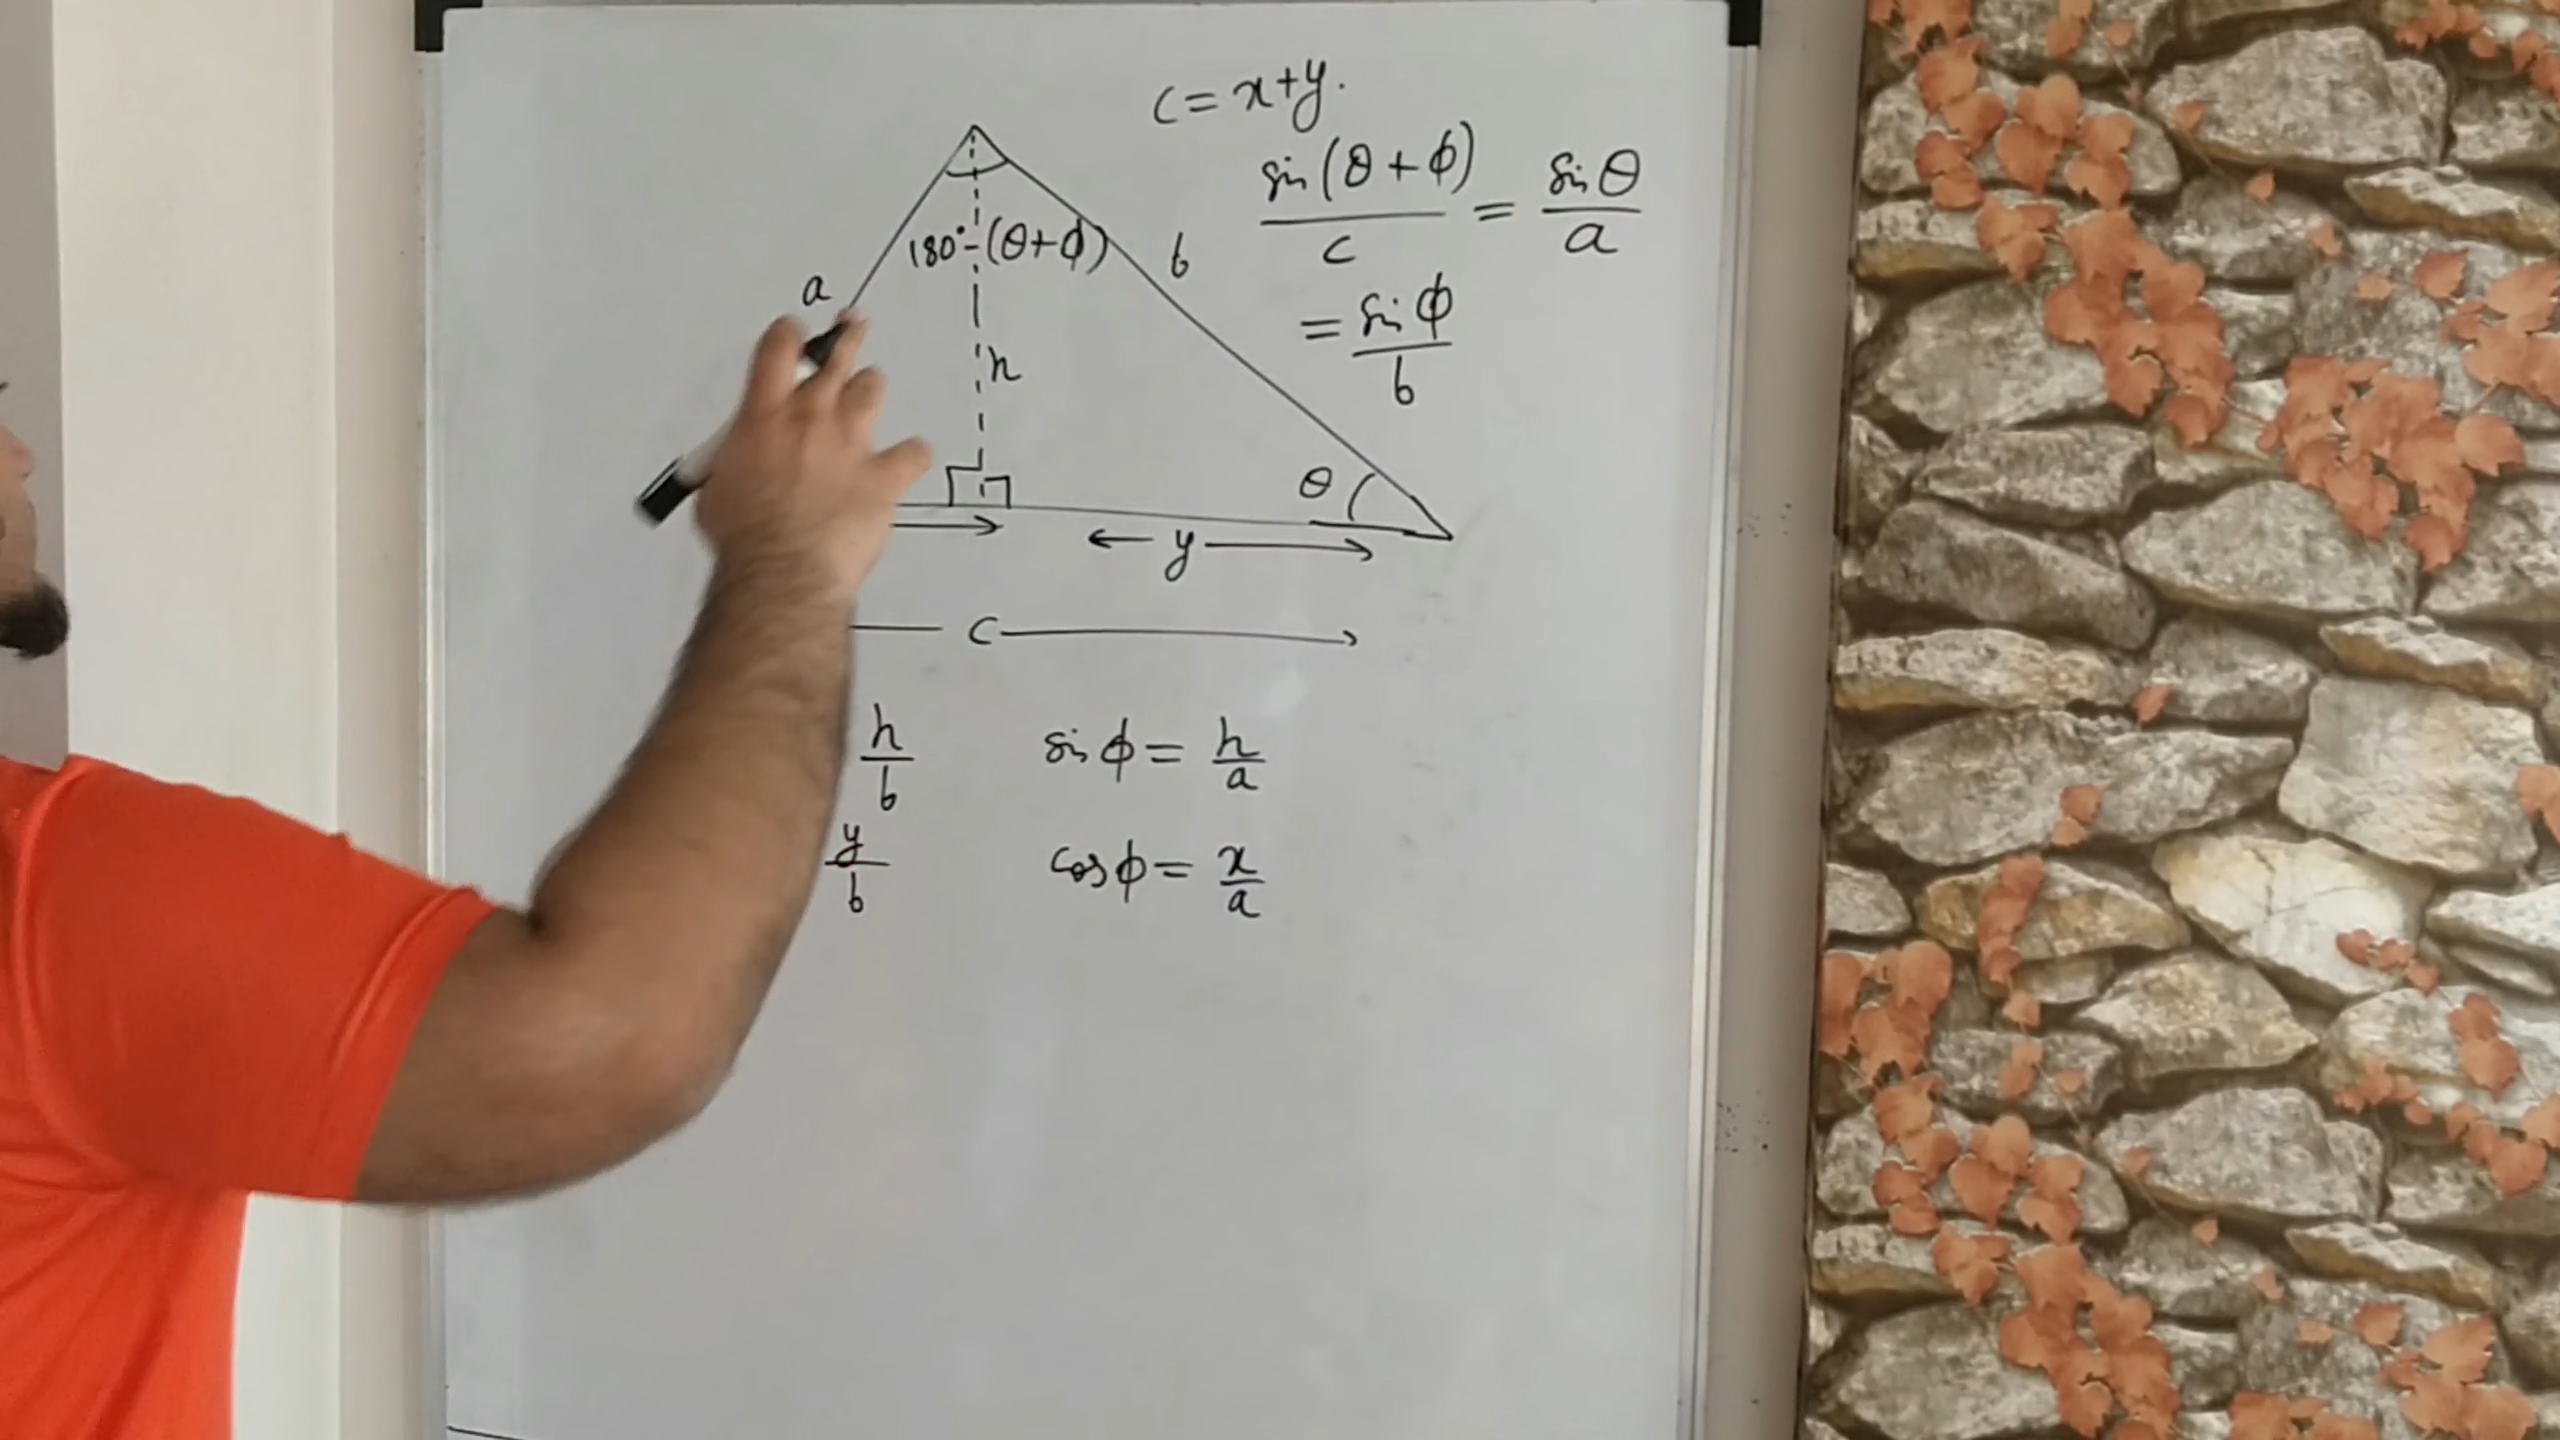 c = x+y.
sin(θ + ϕ)/c = sinθ/a
= sinϕ/b
180°-(θ+ϕ)
a
b
h
θ
y
c
h/b sinϕ = h/a
y/b cosϕ = x/a